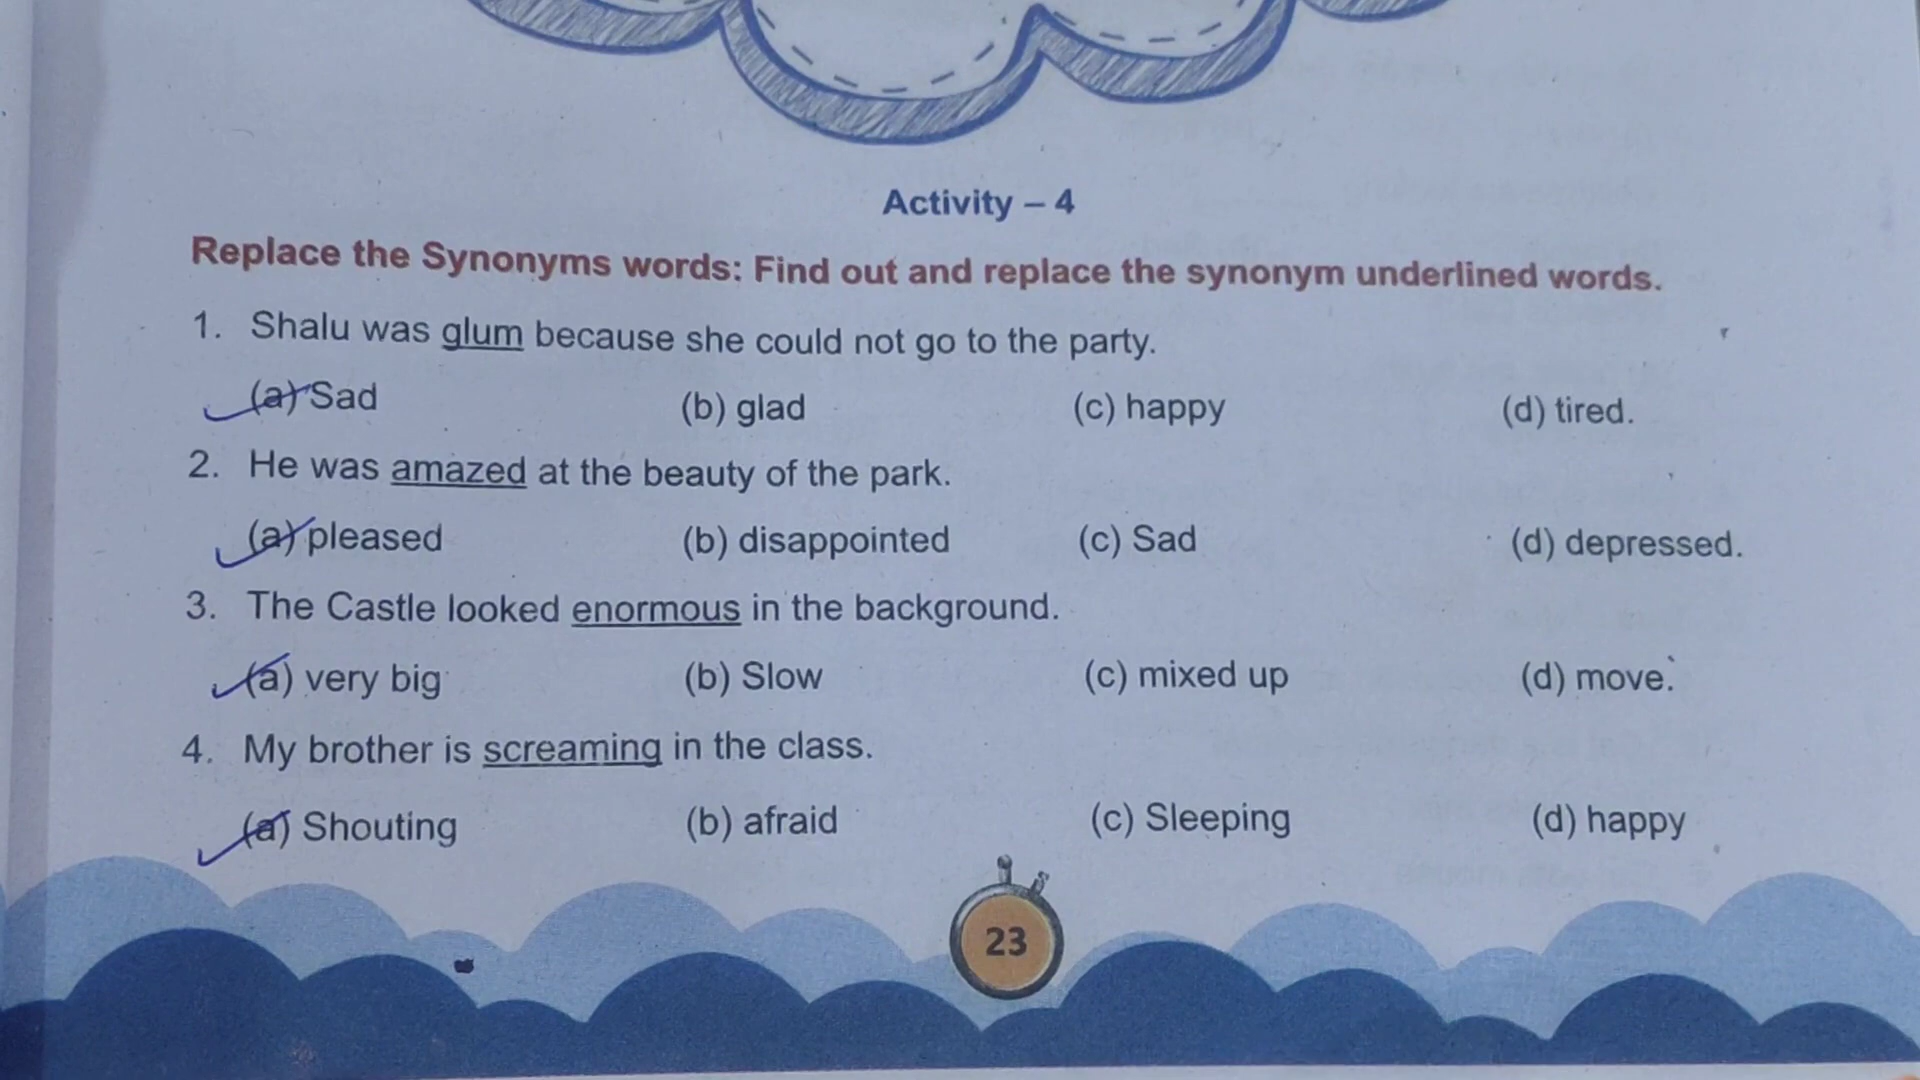 Activity – 4
Replace the Synonyms words: Find out and replace the synonym underlined words.
1. Shalu was glum because she could not go to the party.
(a) Sad (b) glad (c) happy (d) tired.
2. He was amazed at the beauty of the park.
(a) pleased (b) disappointed (c) Sad (d) depressed.
3. The Castle looked enormous in the background.
(a) very big (b) Slow (c) mixed up (d) move.
4. My brother is screaming in the class.
(a) Shouting (b) afraid (c) Sleeping (d) happy
23